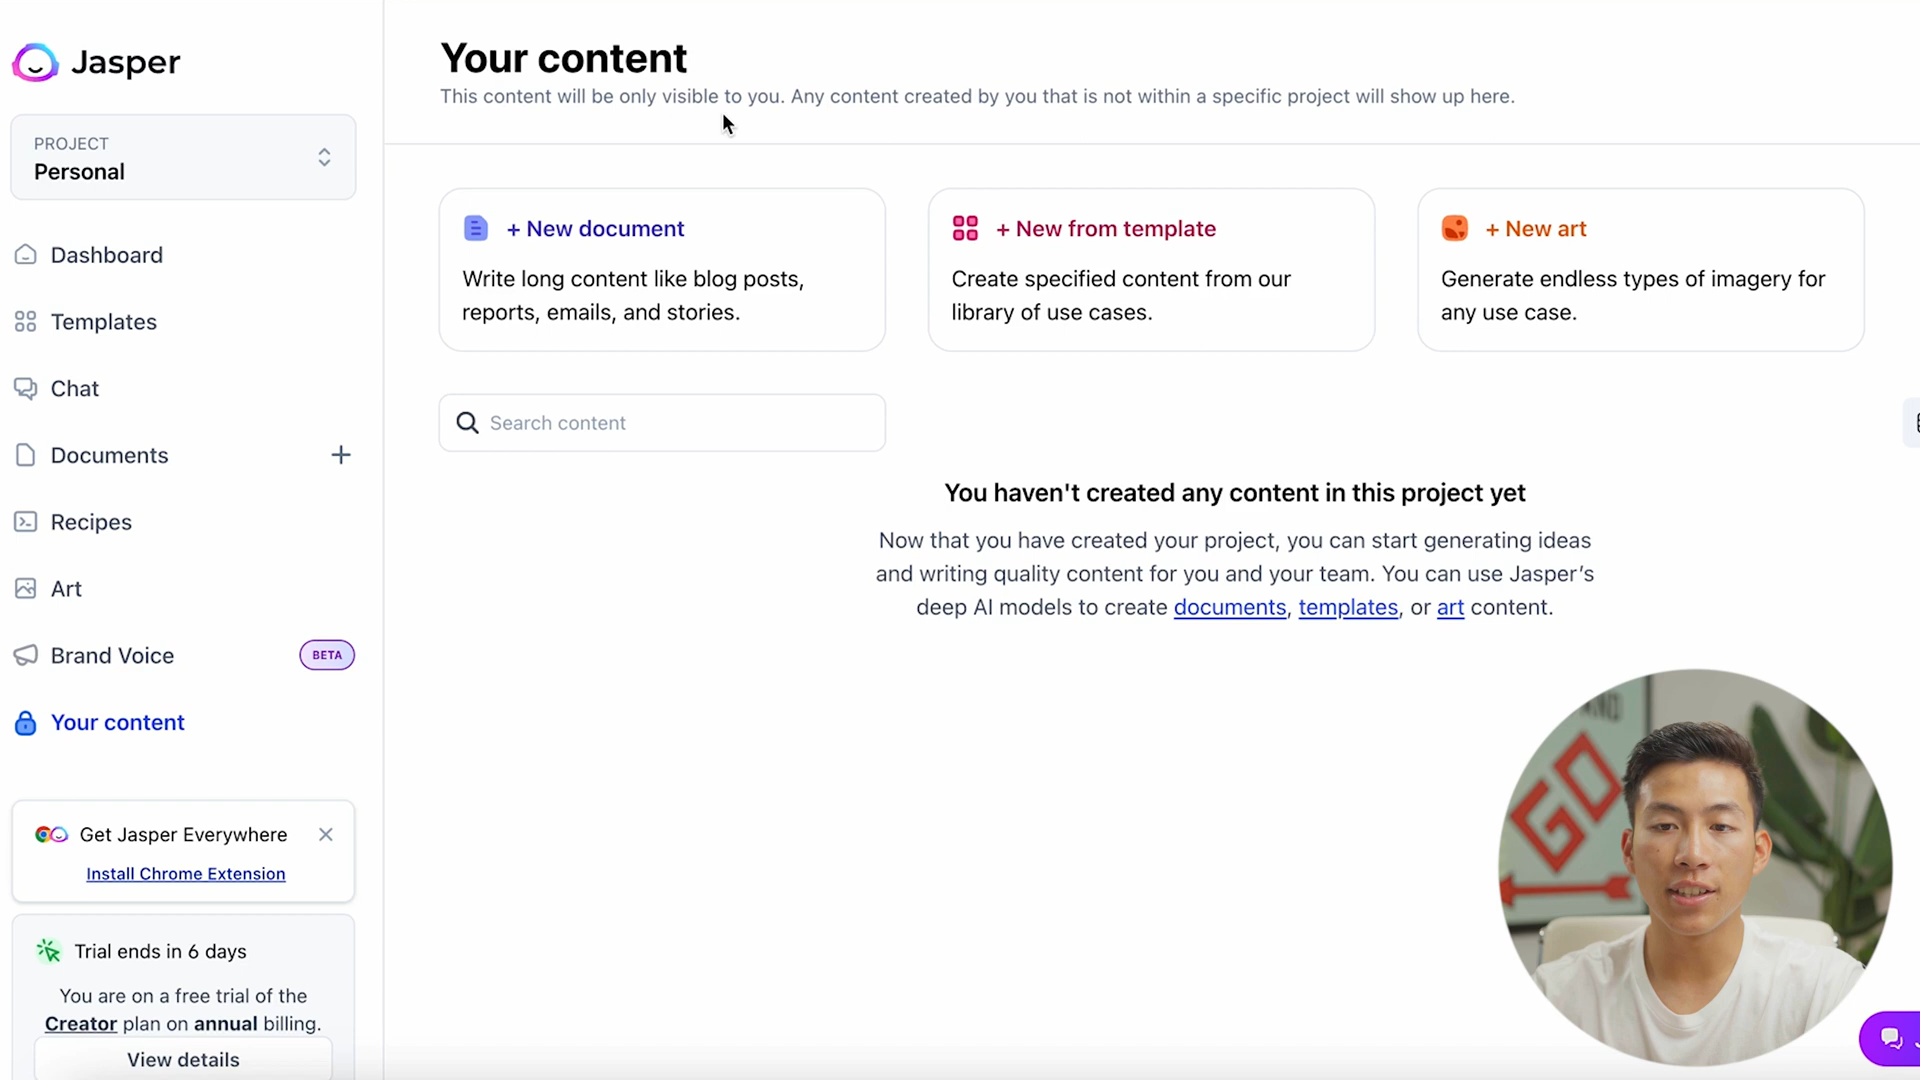 Jasper
PROJECT
Personal
Dashboard
Templates
Chat
Documents
Recipes
Art
Brand Voice
BETA
Your content
Get Jasper Everywhere
Install Chrome Extension
Trial ends in 6 days
You are on a free trial of the
Creator plan on annual billing.
View details
Your content
This content will be only visible to you. Any content created by you that is not within a specific project will show up here.
+ New document
Write long content like blog posts,
reports, emails, and stories.
+ New from template
Create specified content from our
library of use cases.
+ New art
Generate endless types of imagery for
any use case.
Search content
You haven't created any content in this project yet
Now that you have created your project, you can start generating ideas
and writing quality content for you and your team. You can use Jasper’s
deep AI models to create documents, templates, or art content.
GO